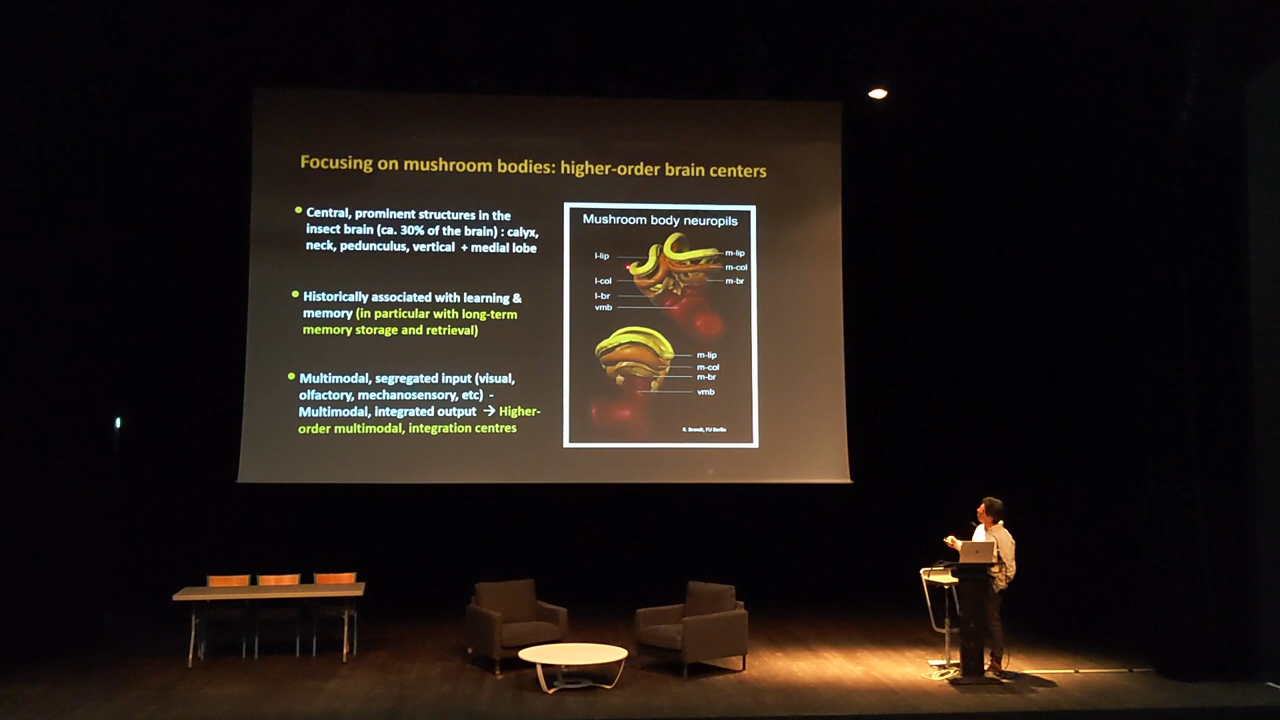 Focusing on mushroom bodies: higher-order brain centers
Central, prominent structures in the
insect brain (ca. 30% of the brain) : calyx,
neck, pedunculus, vertical + medial lobe
Historically associated with learning &
memory (in particular with long-term
memory storage and retrieval)
Multimodal, segregated input (visual,
olfactory, mechanosensory, etc) -
Multimodal, integrated output → Higher-
order multimodal, integration centres
Mushroom body neuropils
l-lip
m-lip
m-col
l-col
m-br
l-br
vmb
m-lip
m-col
m-br
vmb
R. Brandt, FU Berlin